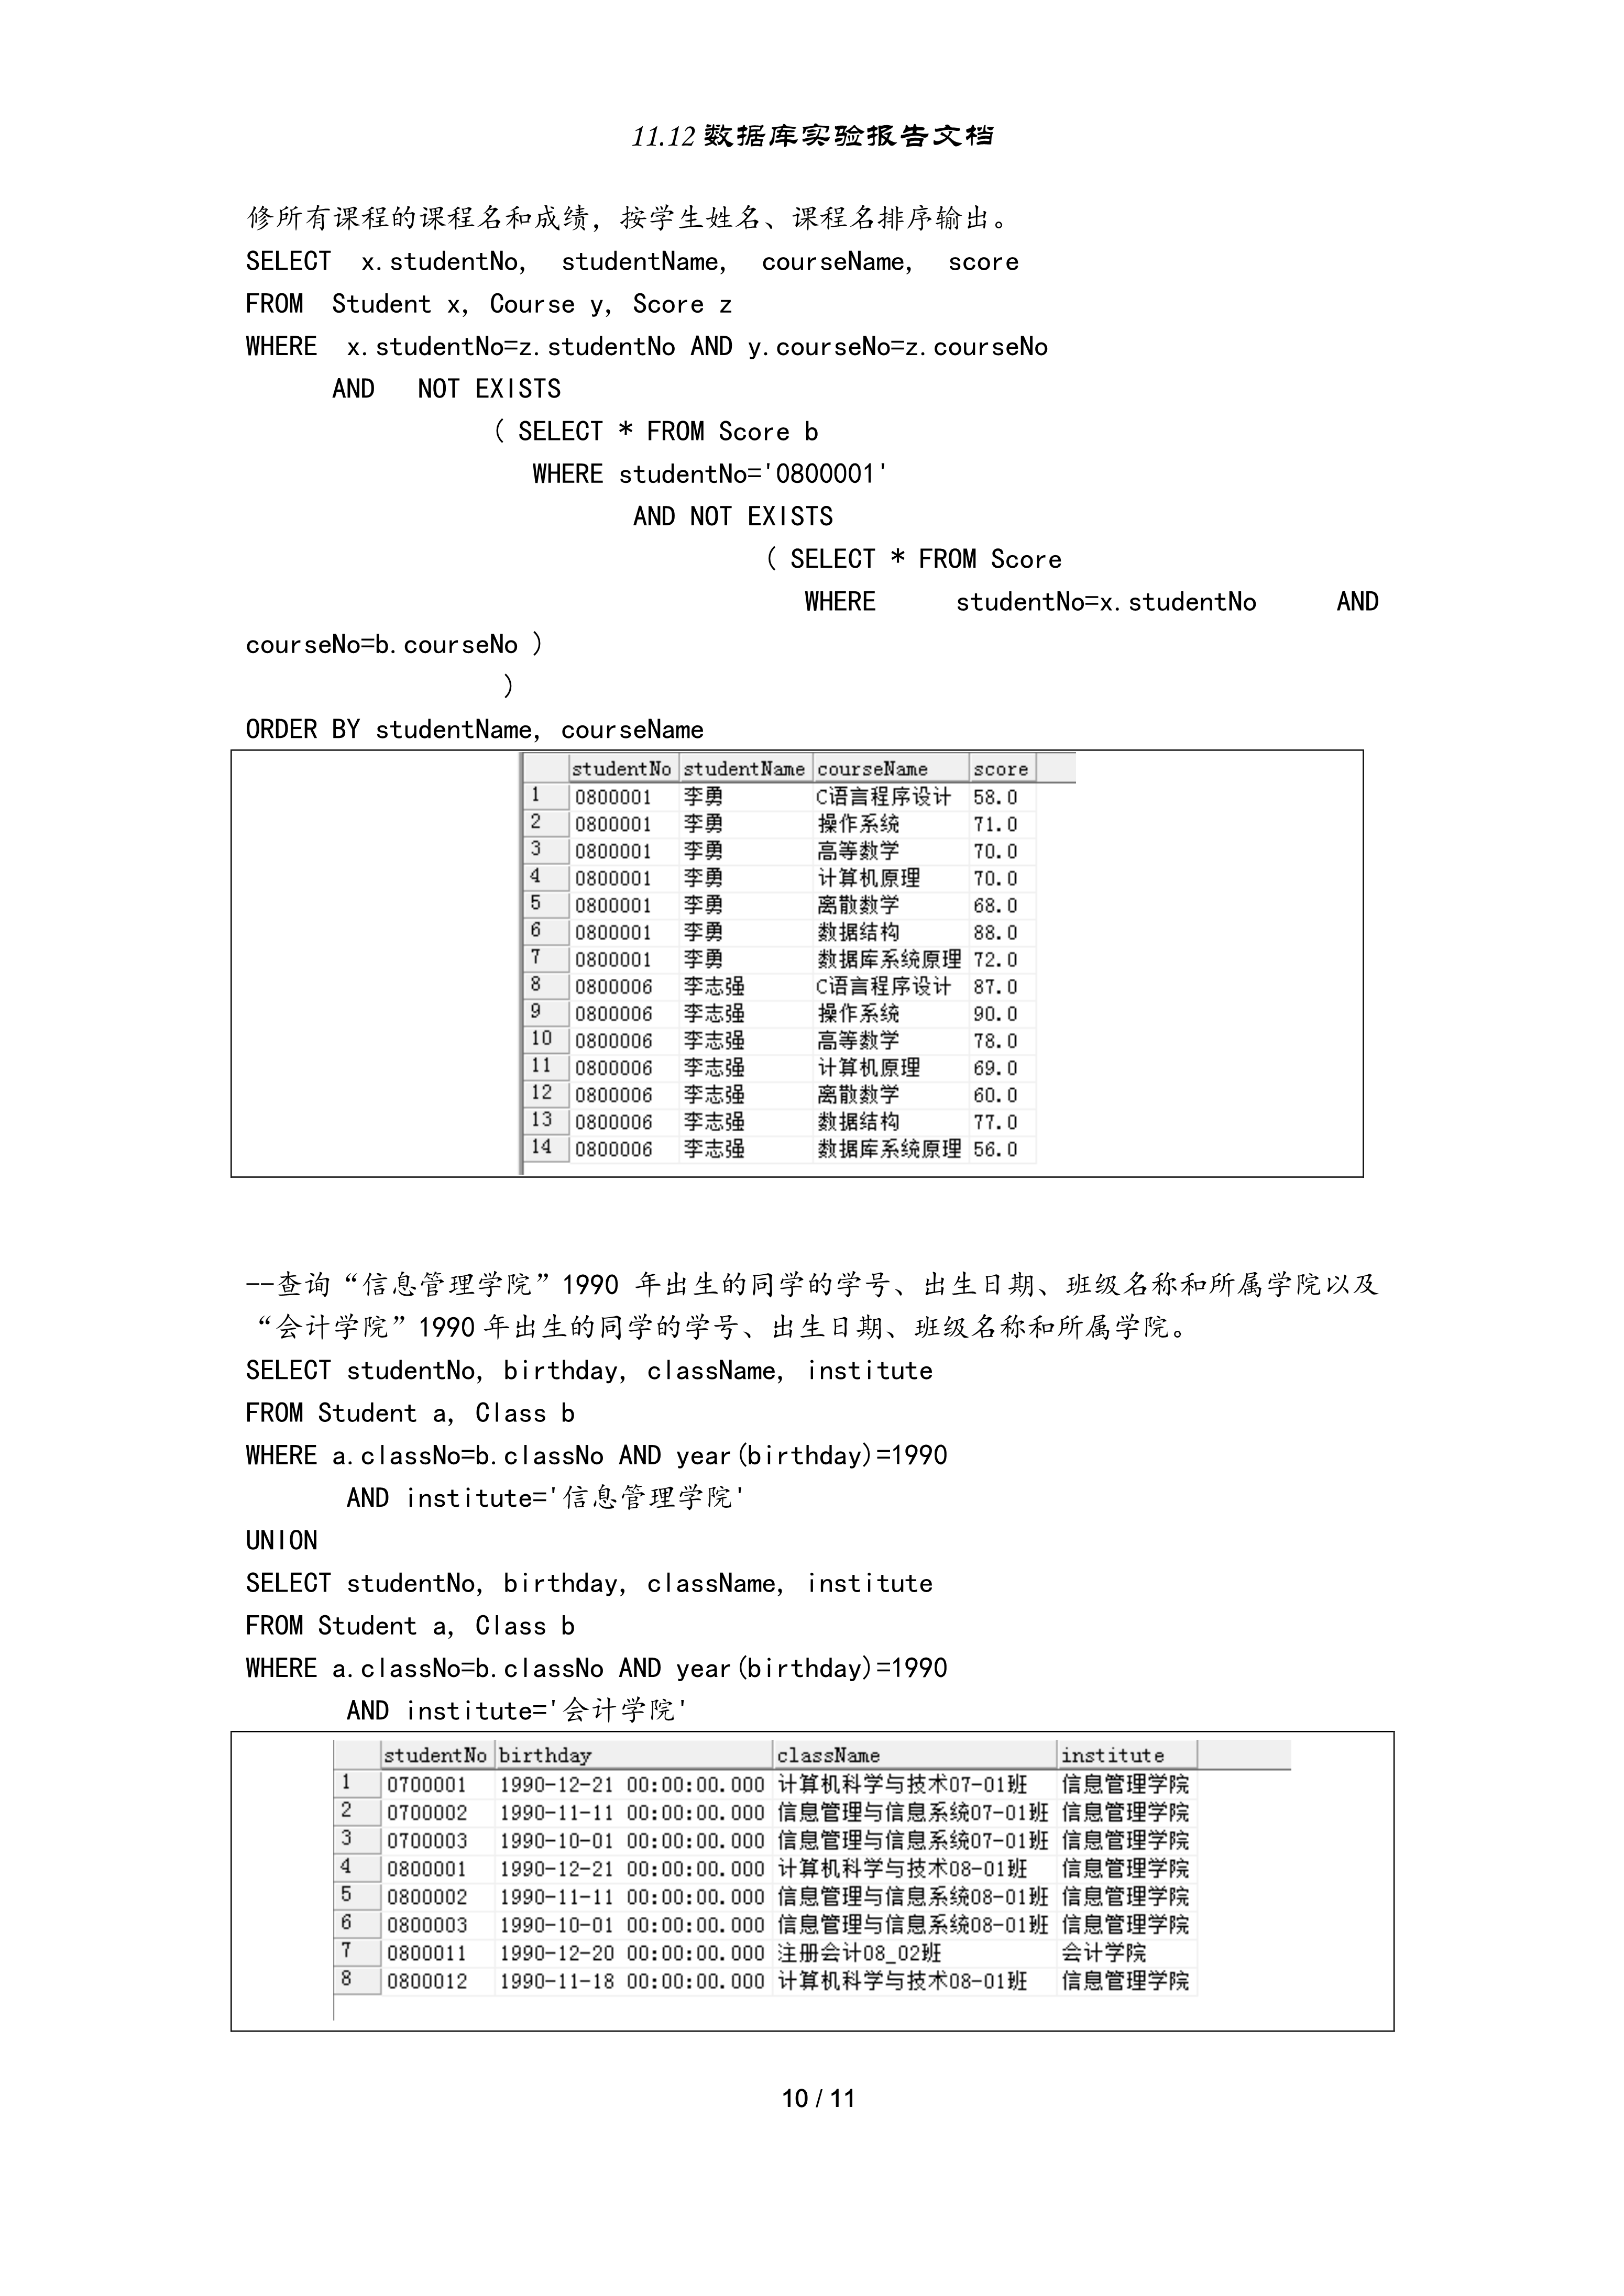 11.12数据库实验报告文档
修所有课程的课程名和成绩，按学生姓名、课程名排序输出。
SELECT x.studentNo, studentName, courseName, score
FROM Student x, Course y, Score z
WHERE x.studentNo=z.studentNo AND y.courseNo=z.courseNo
AND NOT EXISTS
( SELECT * FROM Score b
WHERE studentNo='0800001'
AND NOT EXISTS
( SELECT * FROM Score
WHERE studentNo=x.studentNo AND
courseNo=b.courseNo )
)
ORDER BY studentName, courseName
studentNo studentName courseName score
1 0800001 李勇 C语言程序设计 58.0
2 0800001 李勇 操作系统 71.0
3 0800001 李勇 高等数学 70.0
4 0800001 李勇 计算机原理 70.0
5 0800001 李勇 离散数学 68.0
6 0800001 李勇 数据结构 88.0
7 0800001 李勇 数据库系统原理 72.0
8 0800006 李志强 C语言程序设计 87.0
9 0800006 李志强 操作系统 90.0
10 0800006 李志强 高等数学 78.0
11 0800006 李志强 计算机原理 69.0
12 0800006 李志强 离散数学 60.0
13 0800006 李志强 数据结构 77.0
14 0800006 李志强 数据库系统原理 56.0
--查询“信息管理学院”1990 年出生的同学的学号、出生日期、班级名称和所属学院以及
“会计学院”1990年出生的同学的学号、出生日期、班级名称和所属学院。
SELECT studentNo, birthday, className, institute
FROM Student a, Class b
WHERE a.classNo=b.classNo AND year(birthday)=1990
AND institute='信息管理学院'
UNION
SELECT studentNo, birthday, className, institute
FROM Student a, Class b
WHERE a.classNo=b.classNo AND year(birthday)=1990
AND institute='会计学院'
studentNo birthday className institute
1 0700001 1990-12-21 00:00:00.000 计算机科学与技术07-01班 信息管理学院
2 0700002 1990-11-11 00:00:00.000 信息管理与信息系统07-01班 信息管理学院
3 0700003 1990-10-01 00:00:00.000 信息管理与信息系统07-01班 信息管理学院
4 0800001 1990-12-21 00:00:00.000 计算机科学与技术08-01班 信息管理学院
5 0800002 1990-11-11 00:00:00.000 信息管理与信息系统08-01班 信息管理学院
6 0800003 1990-10-01 00:00:00.000 信息管理与信息系统08-01班 信息管理学院
7 0800011 1990-12-20 00:00:00.000 注册会计08_02班 会计学院
8 0800012 1990-11-18 00:00:00.000 计算机科学与技术08-01班 信息管理学院
10 / 11